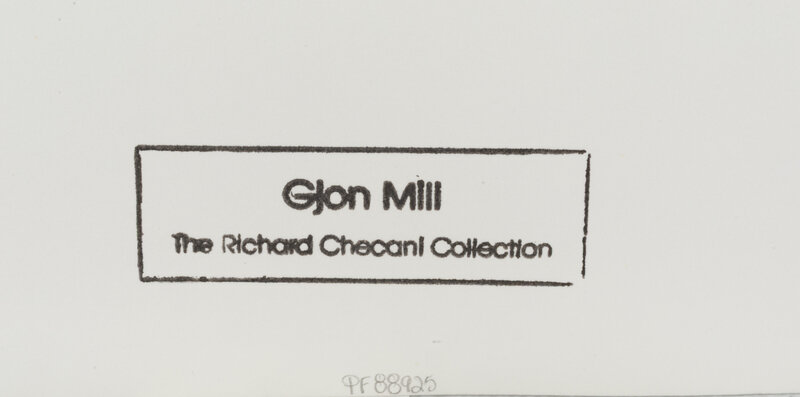 Gjon Mili
The Richard Checani Collection
PF88925